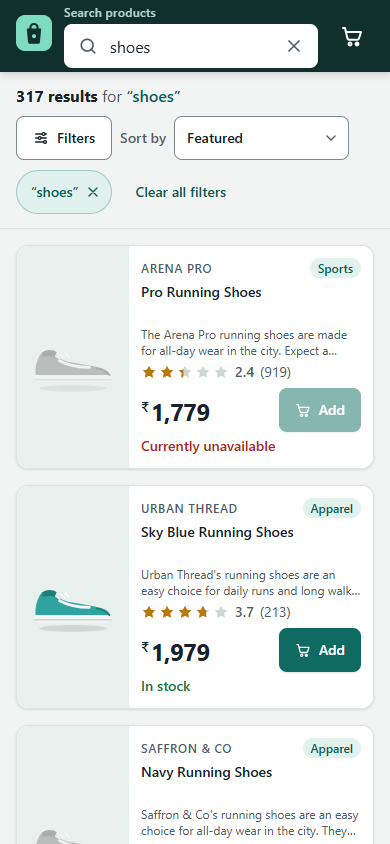 Search products
shoes
317 results for “shoes”
Filters
Sort by
Featured
“shoes”
Clear all filters
ARENA PRO
Sports
Pro Running Shoes
The Arena Pro running shoes are made
for all-day wear in the city. Expect a...
2.4 (919)
₹1,779
Add
Currently unavailable
URBAN THREAD
Apparel
Sky Blue Running Shoes
Urban Thread's running shoes are an
easy choice for daily runs and long walk...
3.7 (213)
₹1,979
Add
In stock
SAFFRON & CO
Apparel
Navy Running Shoes
Saffron & Co's running shoes are an easy
choice for all-day wear in the city. They...